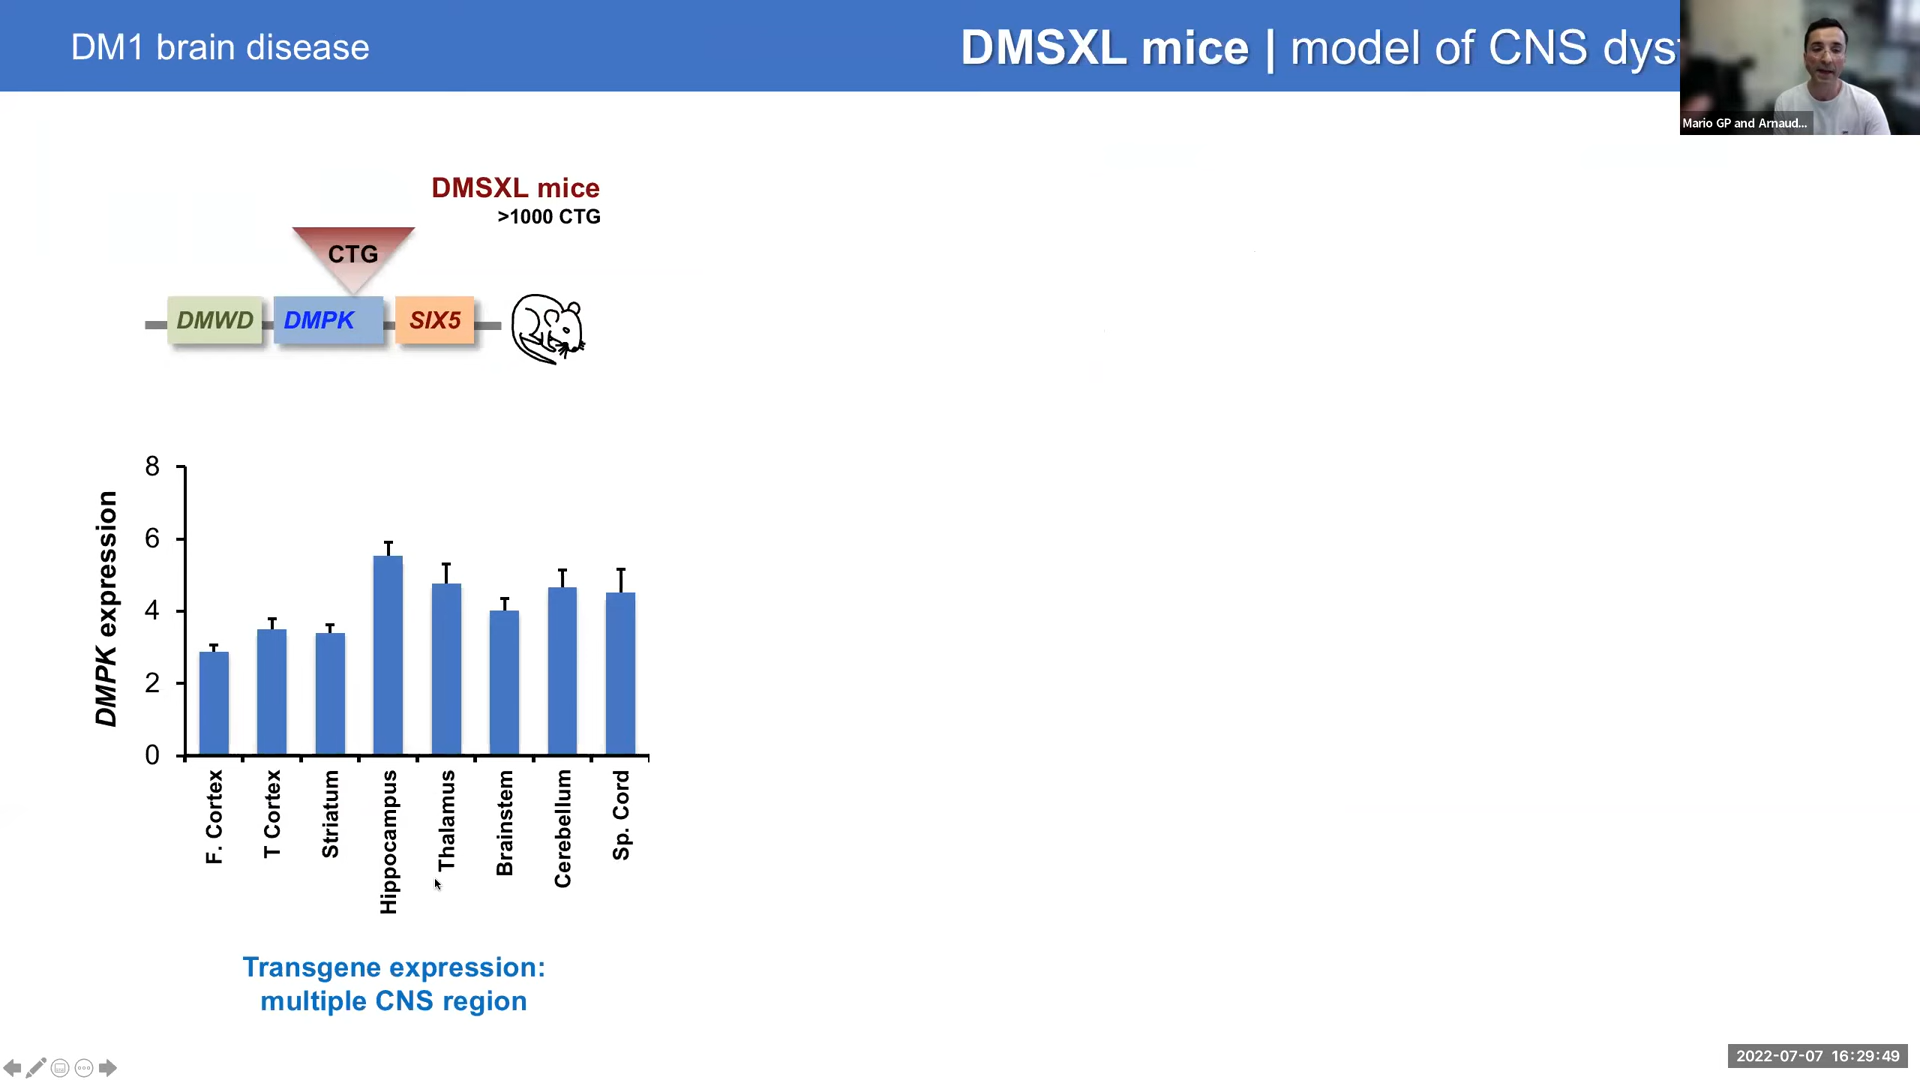 DM1 brain disease
DMSXL mice | model of CNS dys
Mario GP and Arnaud...
DMSXL mice
>1000 CTG
CTG
DMWD
DMPK
SIX5
8
6
4
2
0
DMPK expression
F. Cortex
T Cortex
Striatum
Hippocampus
Thalamus
Brainstem
Cerebellum
Sp. Cord
Transgene expression:
multiple CNS region
2022-07-07 16:29:49